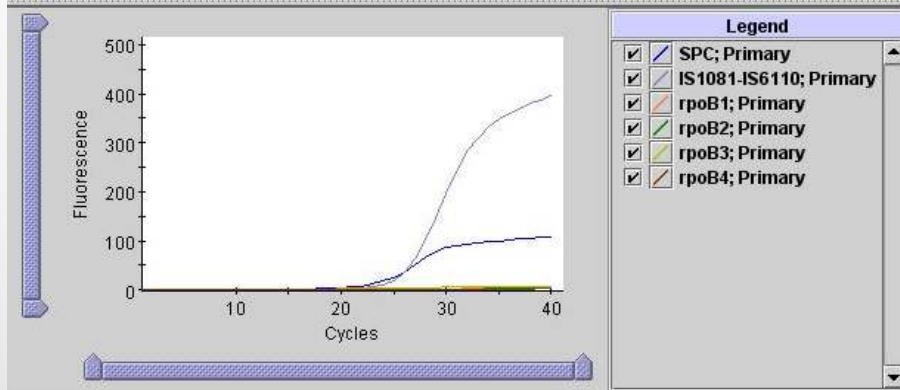 500
400
300
200
100
0
Fluorescence
10
20
30
40
Cycles
Legend
SPC; Primary
IS1081-IS6110; Primary
rpoB1; Primary
rpoB2; Primary
rpoB3; Primary
rpoB4; Primary